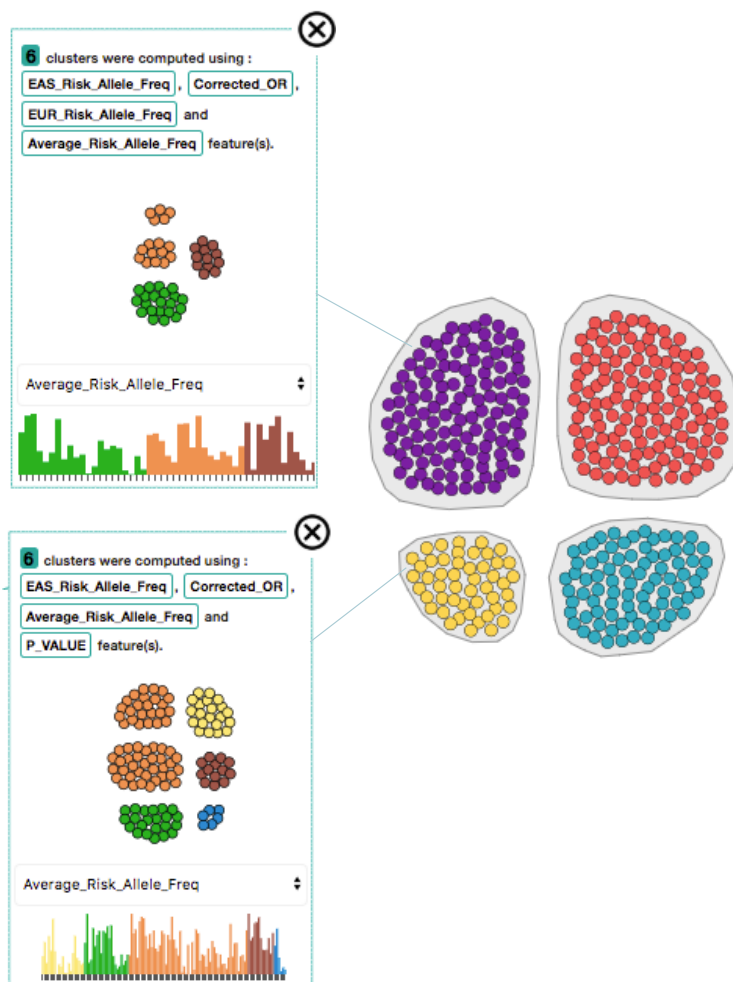 6 clusters were computed using :
EAS_Risk_Allele_Freq , Corrected_OR ,
EUR_Risk_Allele_Freq and
Average_Risk_Allele_Freq feature(s).
Average_Risk_Allele_Freq
6 clusters were computed using :
EAS_Risk_Allele_Freq , Corrected_OR ,
Average_Risk_Allele_Freq and
P_VALUE feature(s).
Average_Risk_Allele_Freq